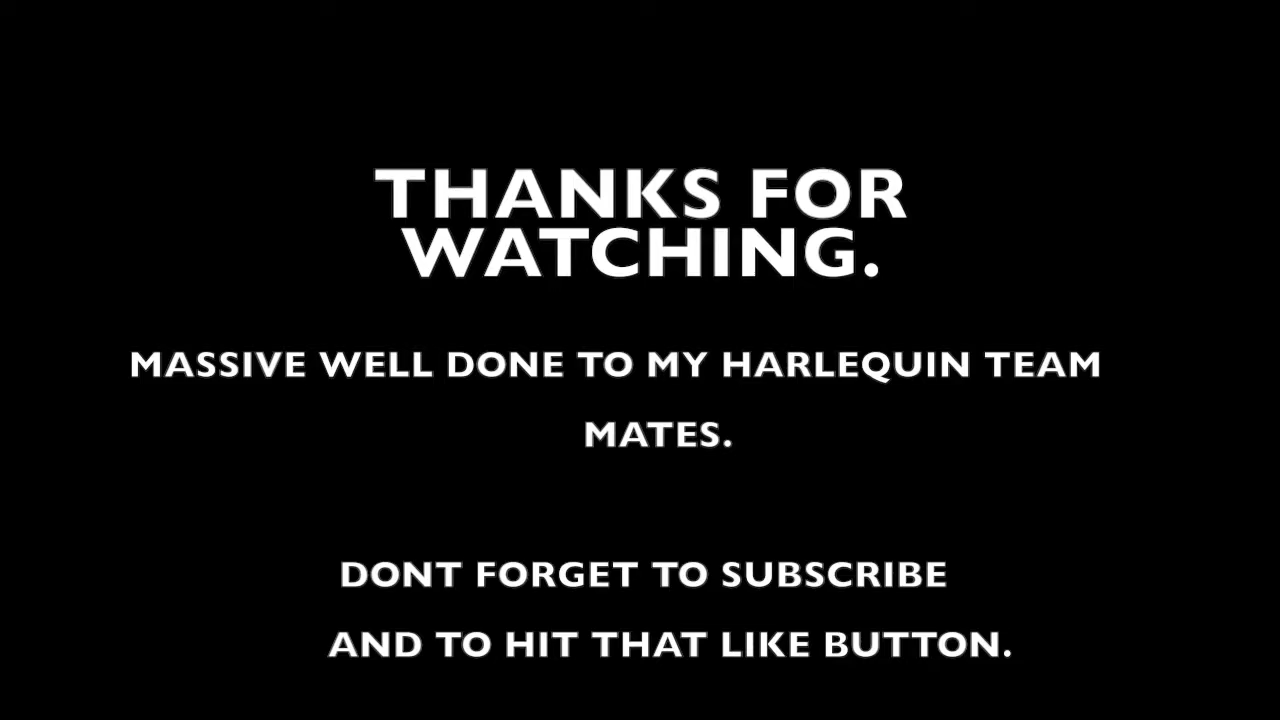 THANKS FOR
WATCHING.
MASSIVE WELL DONE TO MY HARLEQUIN TEAM
MATES.
DONT FORGET TO SUBSCRIBE
AND TO HIT THAT LIKE BUTTON.